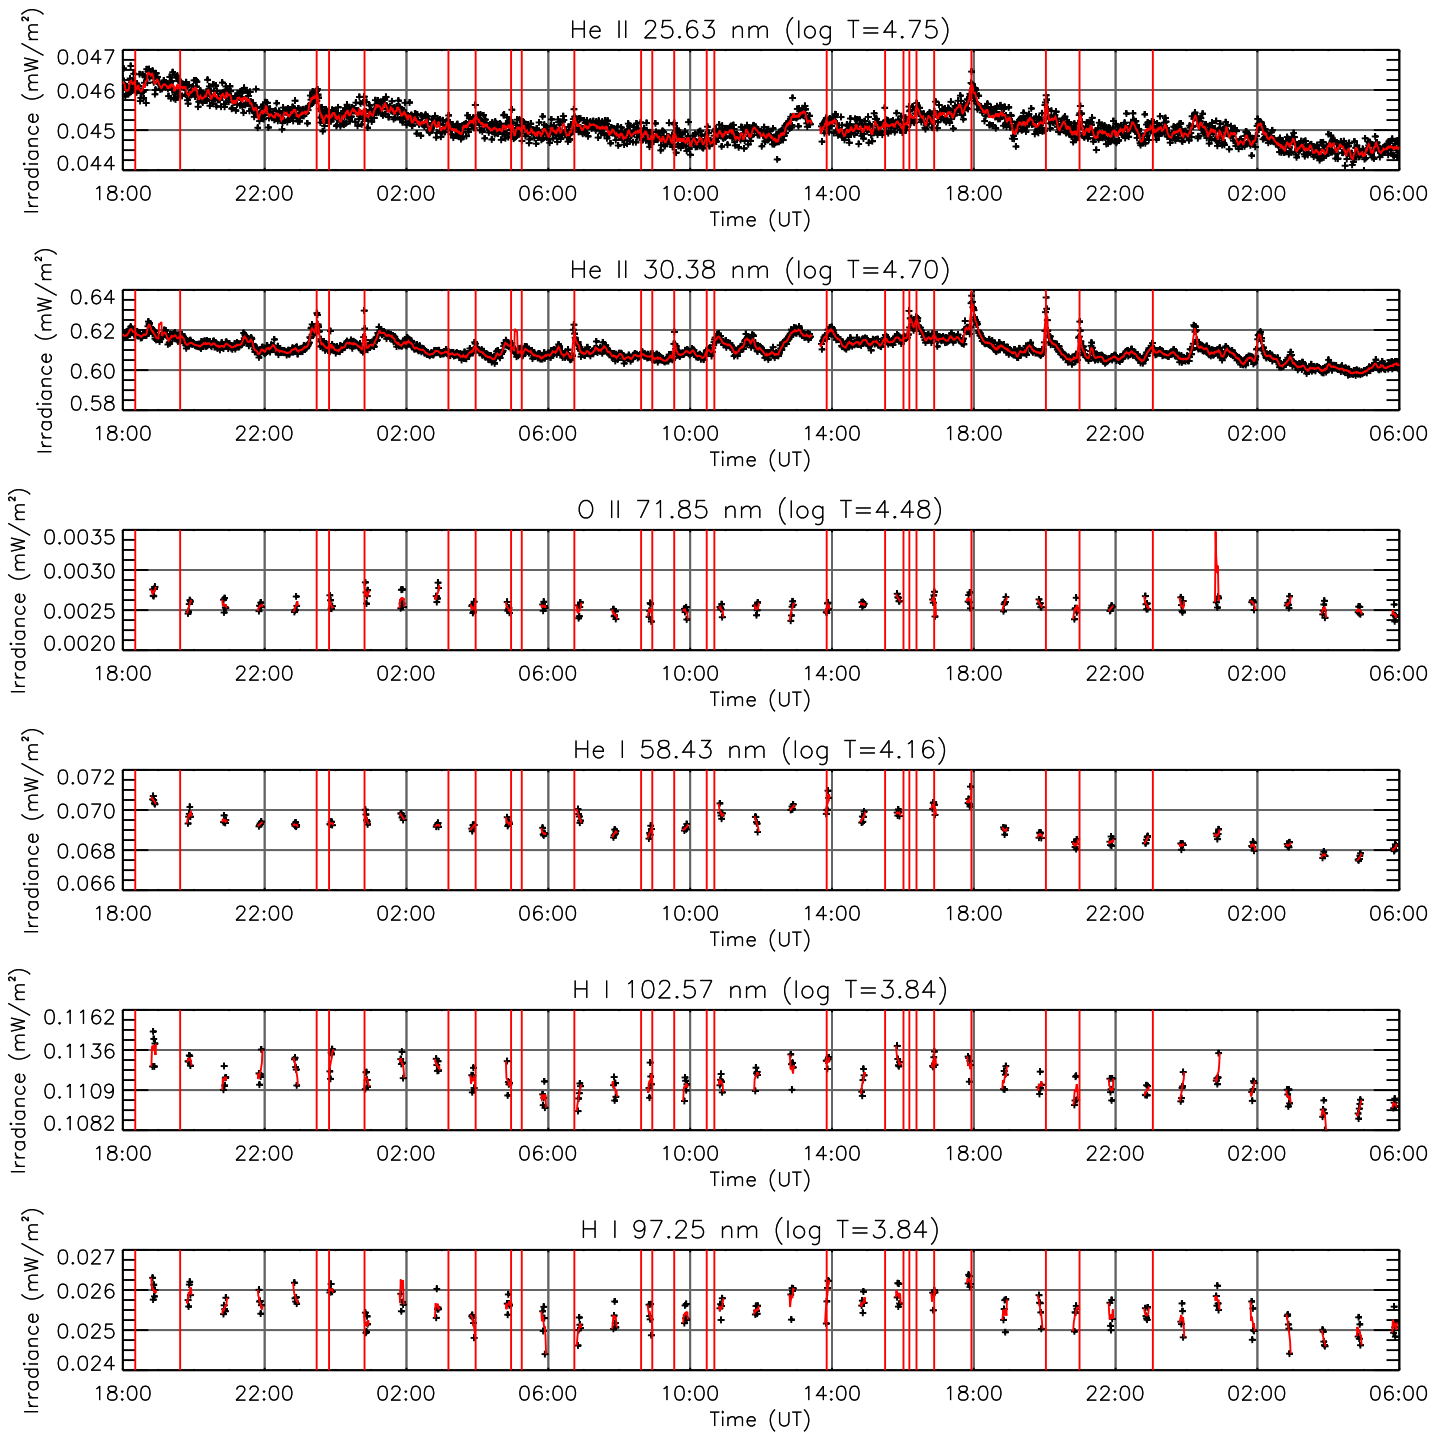 He II 25.63 nm (log T=4.75)
Irradiance (mW/m²)
0.047
0.046
0.045
0.044
18:00 22:00 02:00 06:00 10:00 14:00 18:00 22:00 02:00 06:00
Time (UT)
He II 30.38 nm (log T=4.70)
Irradiance (mW/m²)
0.64
0.62
0.60
0.58
18:00 22:00 02:00 06:00 10:00 14:00 18:00 22:00 02:00 06:00
Time (UT)
O II 71.85 nm (log T=4.48)
Irradiance (mW/m²)
0.0035
0.0030
0.0025
0.0020
18:00 22:00 02:00 06:00 10:00 14:00 18:00 22:00 02:00 06:00
Time (UT)
He I 58.43 nm (log T=4.16)
Irradiance (mW/m²)
0.072
0.070
0.068
0.066
18:00 22:00 02:00 06:00 10:00 14:00 18:00 22:00 02:00 06:00
Time (UT)
H I 102.57 nm (log T=3.84)
Irradiance (mW/m²)
0.1162
0.1136
0.1109
0.1082
18:00 22:00 02:00 06:00 10:00 14:00 18:00 22:00 02:00 06:00
Time (UT)
H I 97.25 nm (log T=3.84)
Irradiance (mW/m²)
0.027
0.026
0.025
0.024
18:00 22:00 02:00 06:00 10:00 14:00 18:00 22:00 02:00 06:00
Time (UT)